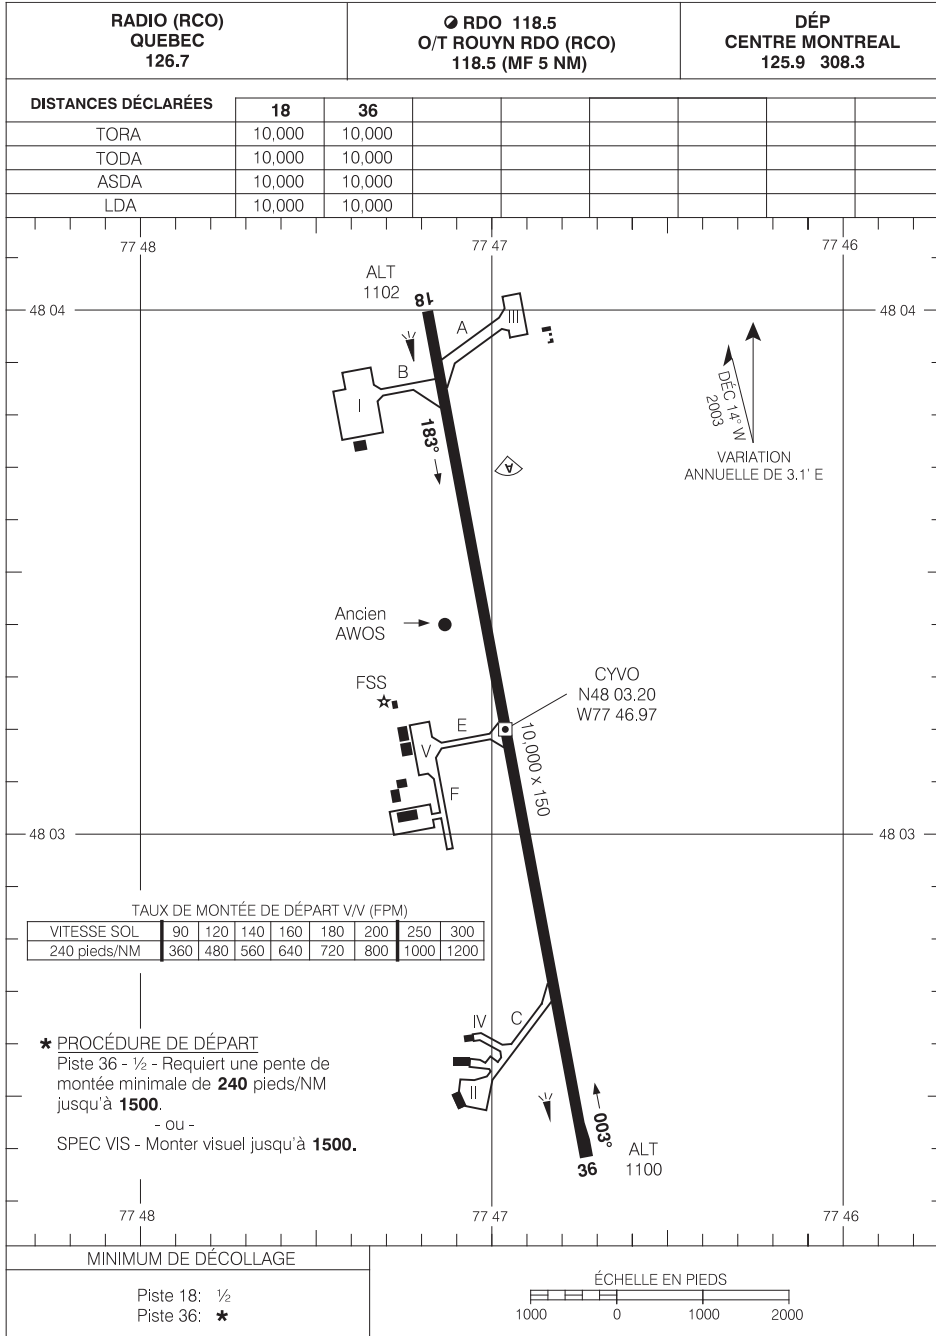 RADIO (RCO)
QUEBEC
126.7
RDO 118.5
O/T ROUYN RDO (RCO)
118.5 (MF 5 NM)
DÉP
CENTRE MONTREAL
125.9 308.3
DISTANCES DÉCLARÉES 18 36
TORA 10,000 10,000
TODA 10,000 10,000
ASDA 10,000 10,000
LDA 10,000 10,000
77 48 77 47 77 46
ALT
1102
18
48 04 48 04
III
A
B
I
183°
A
DÉC 14° W
2003
VARIATION
ANNUELLE DE 3.1' E
Ancien
AWOS
FSS
CYVO
N48 03.20
W77 46.97
E
V
F
10,000 x 150
48 03 48 03
TAUX DE MONTÉE DE DÉPART V/V (FPM)
VITESSE SOL 90 120 140 160 180 200 250 300
240 pieds/NM 360 480 560 640 720 800 1000 1200
IV
C
II
* PROCÉDURE DE DÉPART
Piste 36 - ½ - Requiert une pente de
montée minimale de 240 pieds/NM
jusqu'à 1500.
- ou -
SPEC VIS - Monter visuel jusqu'à 1500.
003°
36
ALT
1100
77 48 77 47 77 46
MINIMUM DE DÉCOLLAGE
Piste 18: ½
Piste 36: *
ÉCHELLE EN PIEDS
1000 0 1000 2000